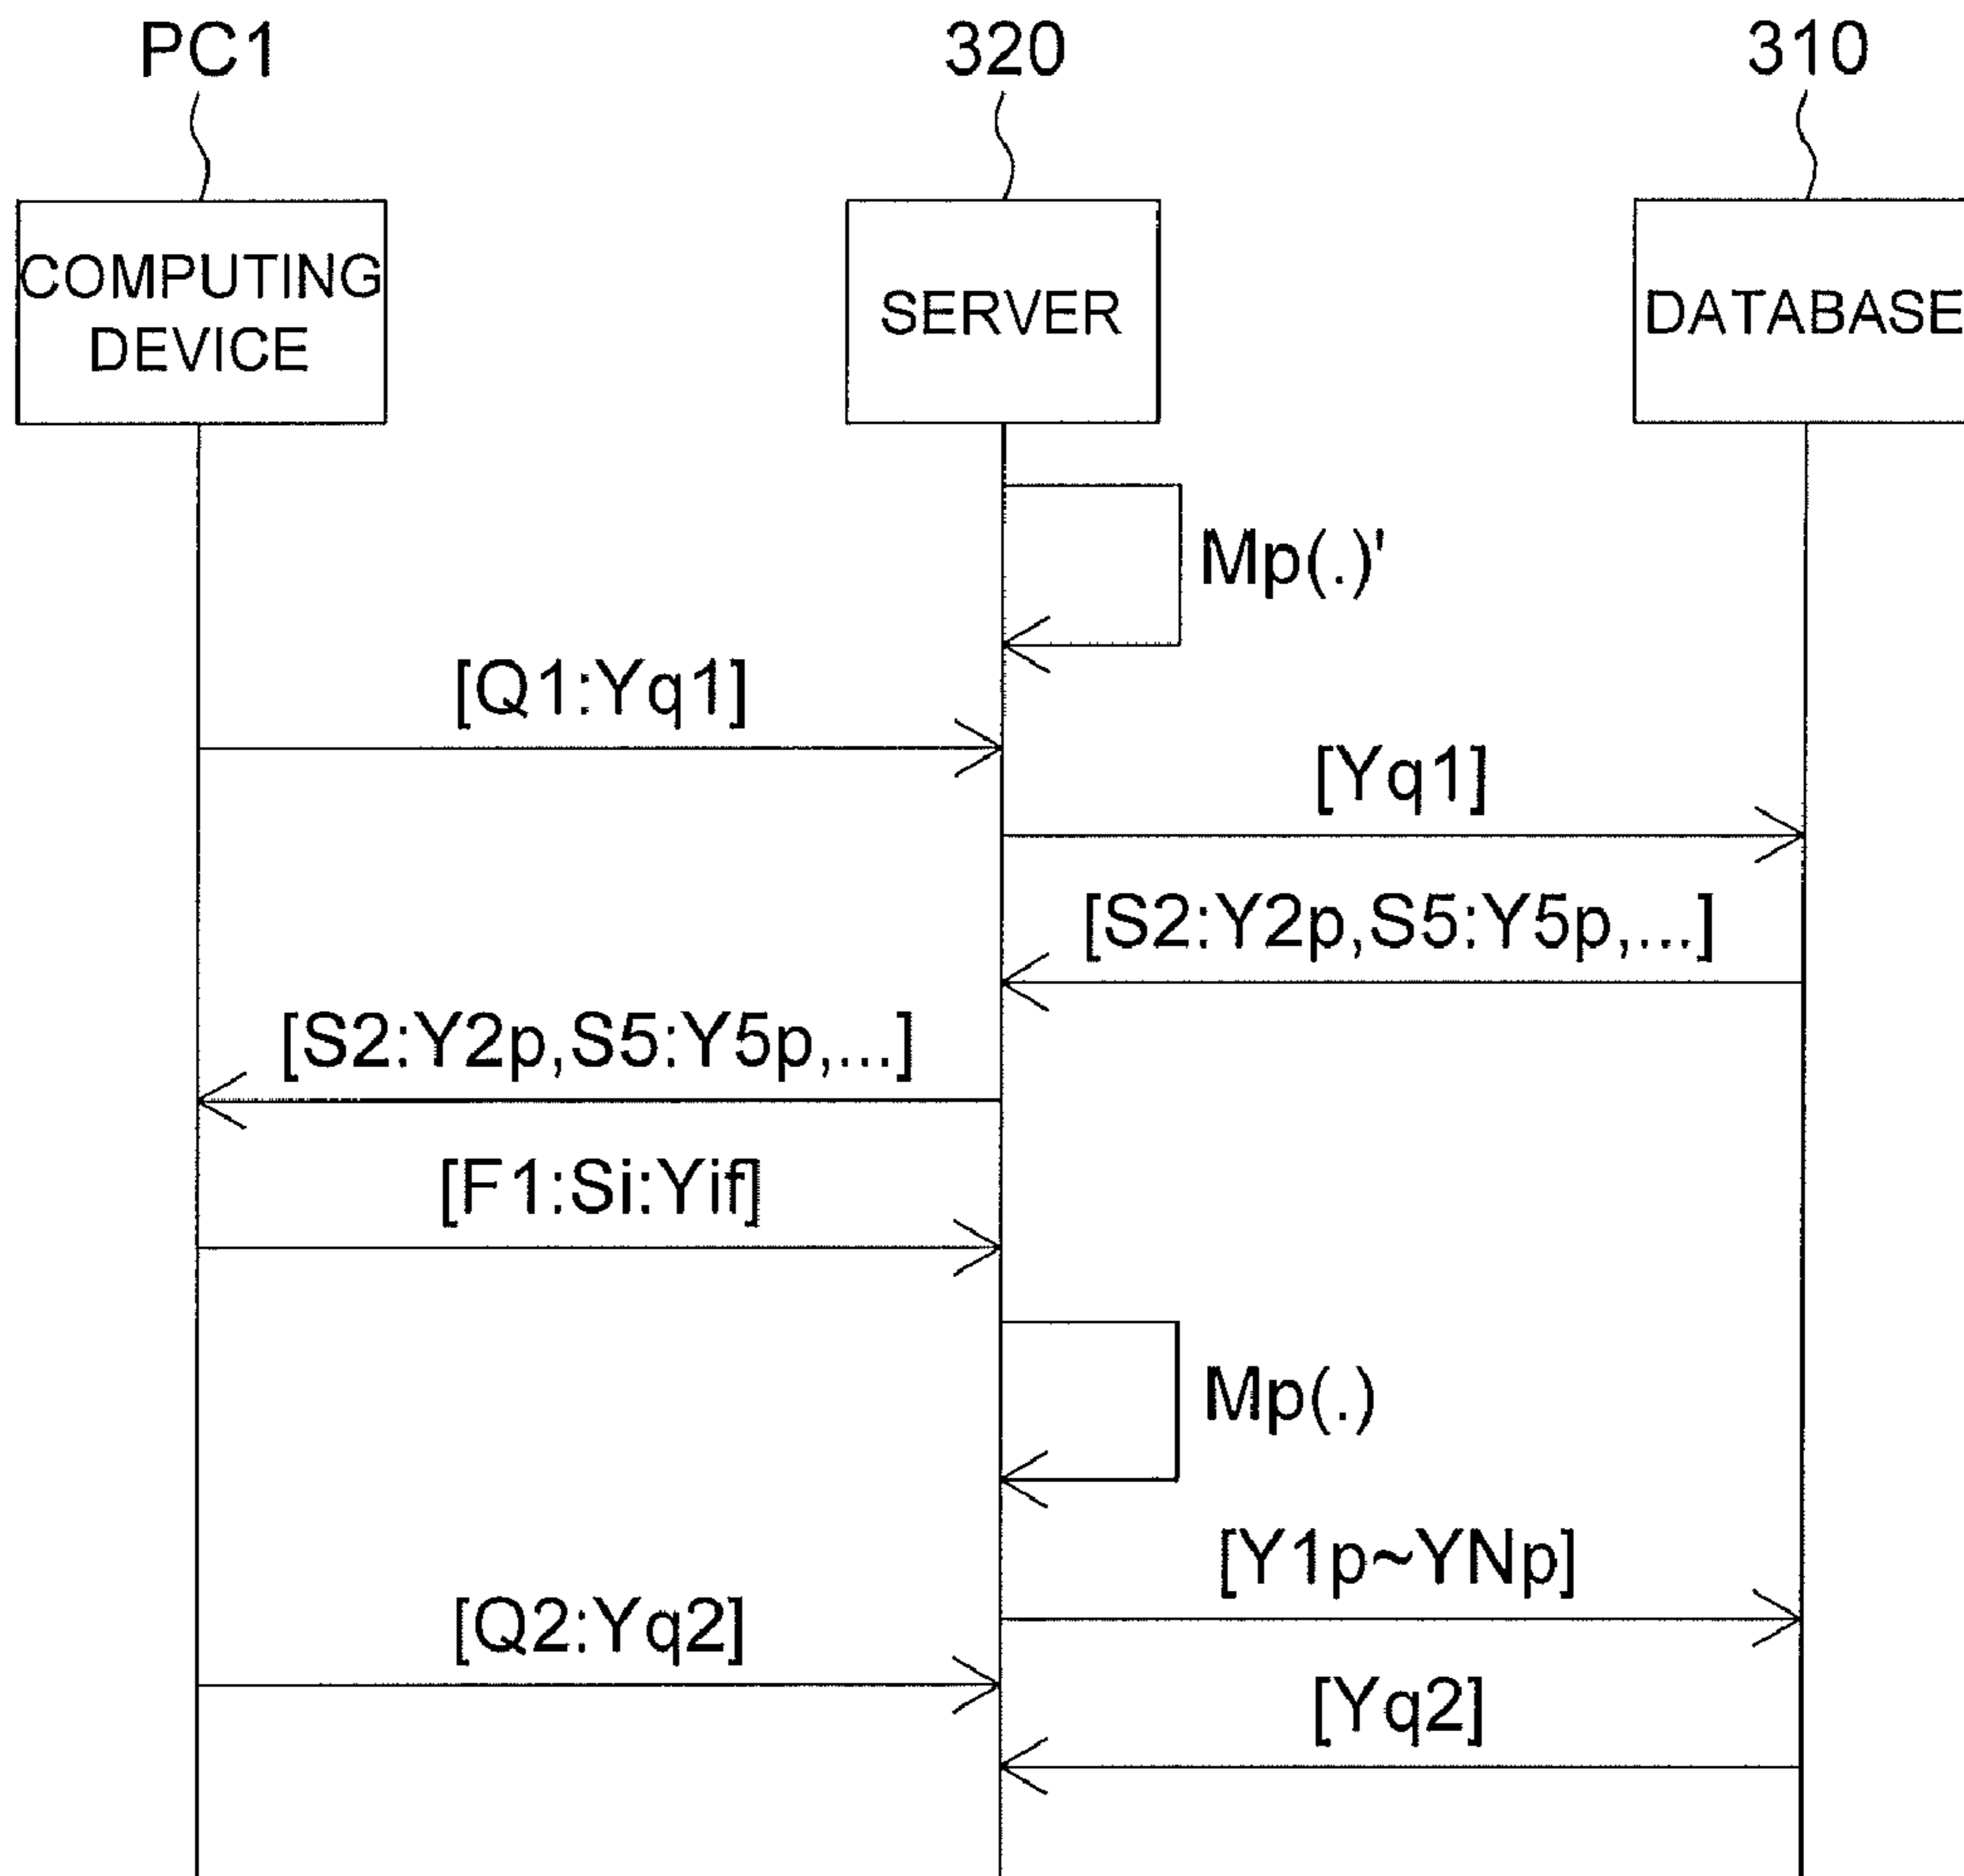 PC1
320
310
COMPUTING
DEVICE
SERVER
DATABASE
Mp(.)'
[Q1:Yq1]
[Yq1]
[S2:Y2p,S5:Y5p,...]
[S2:Y2p,S5:Y5p,...]
[F1:Si:Yif]
Mp(.)
[Y1p~YNp]
[Q2:Yq2]
[Yq2]